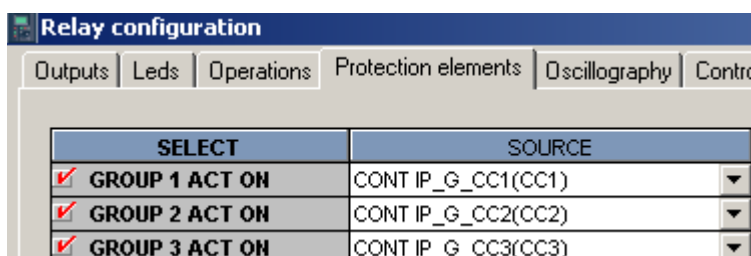 Relay configuration
Outputs Leds Operations Protection elements Oscillography Contro
SELECT SOURCE
GROUP 1 ACT ON CONT IP_G_CC1(CC1)
GROUP 2 ACT ON CONT IP_G_CC2(CC2)
GROUP 3 ACT ON CONT IP_G_CC3(CC3)